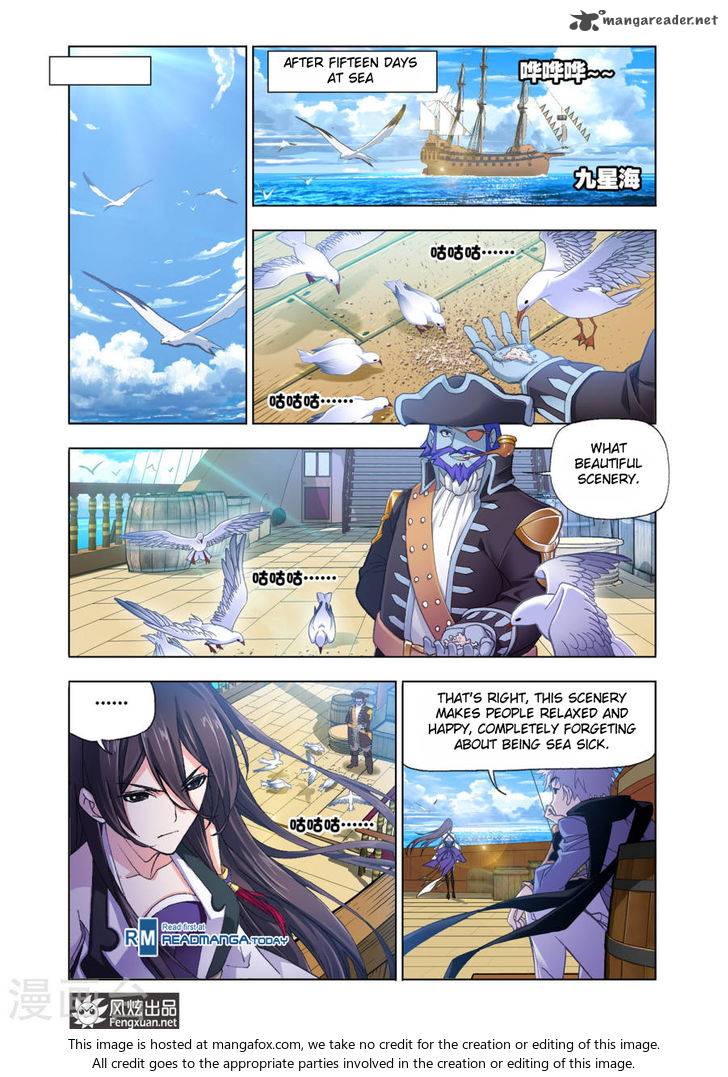 mangareader.net
AFTER FIFTEEN DAYS
AT SEA
哗哗哗~~
九星海
咕咕咕……
咕咕咕……
WHAT
BEAUTIFUL
SCENERY.
咕咕咕……
……
THAT'S RIGHT, THIS SCENERY
MAKES PEOPLE RELAXED AND
HAPPY, COMPLETELY FORGETING
ABOUT BEING SEA SICK.
咕咕咕……
RM
Read first at
READMANGA.TODAY
漫画台
风炫出品
Fengxuan.net
This image is hosted at mangafox.com, we take no credit for the creation or editing of this image.
All credit goes to the appropriate parties involved in the creation or editing of this image.